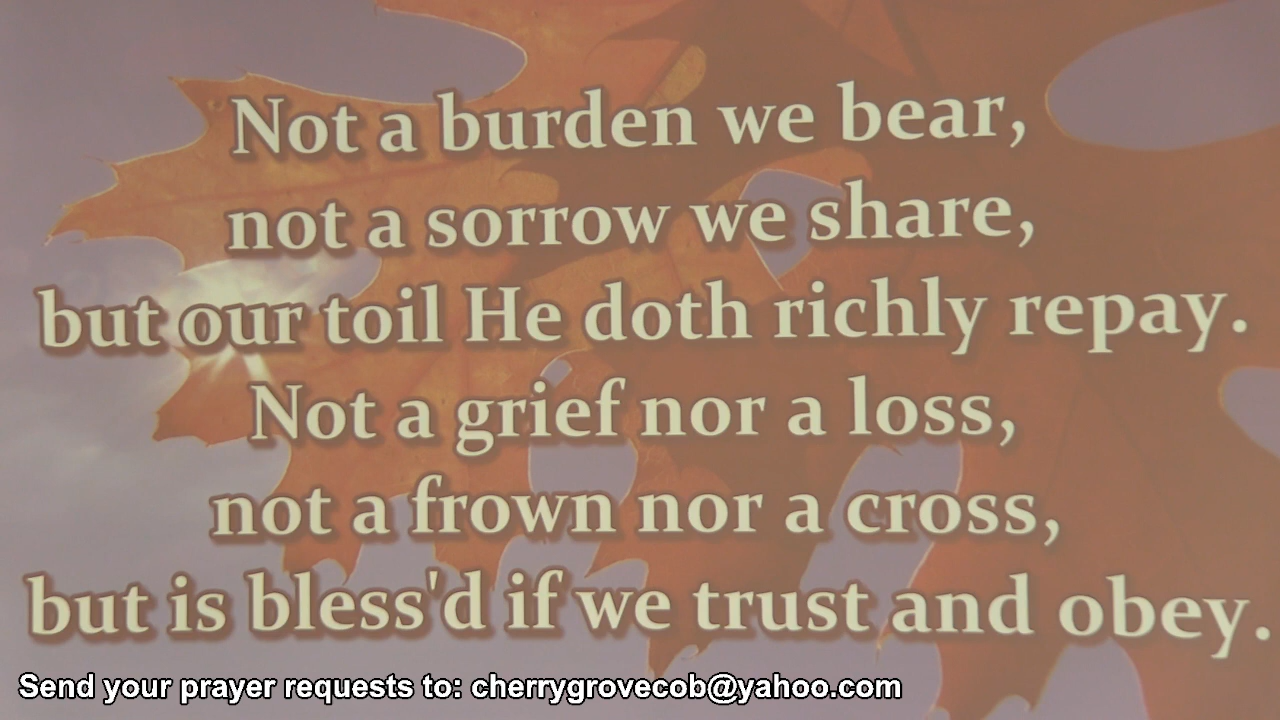 Not a burden we bear,
not a sorrow we share,
but our toil He doth richly repay.
Not a grief nor a loss,
not a frown nor a cross,
but is bless'd if we trust and obey.
Send your prayer requests to: cherrygrovecob@yahoo.com